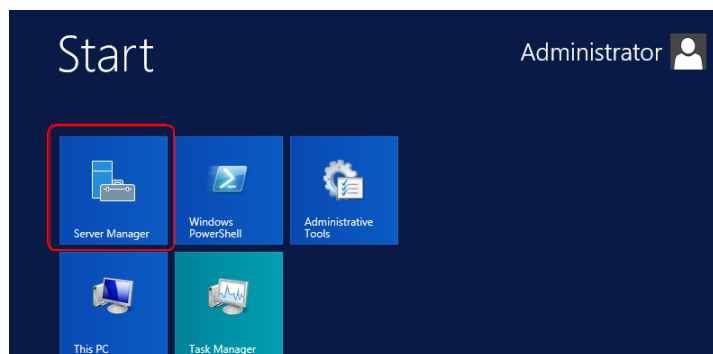 Start
Administrator
Server Manager
Windows
PowerShell
Administrative
Tools
This PC
Task Manager